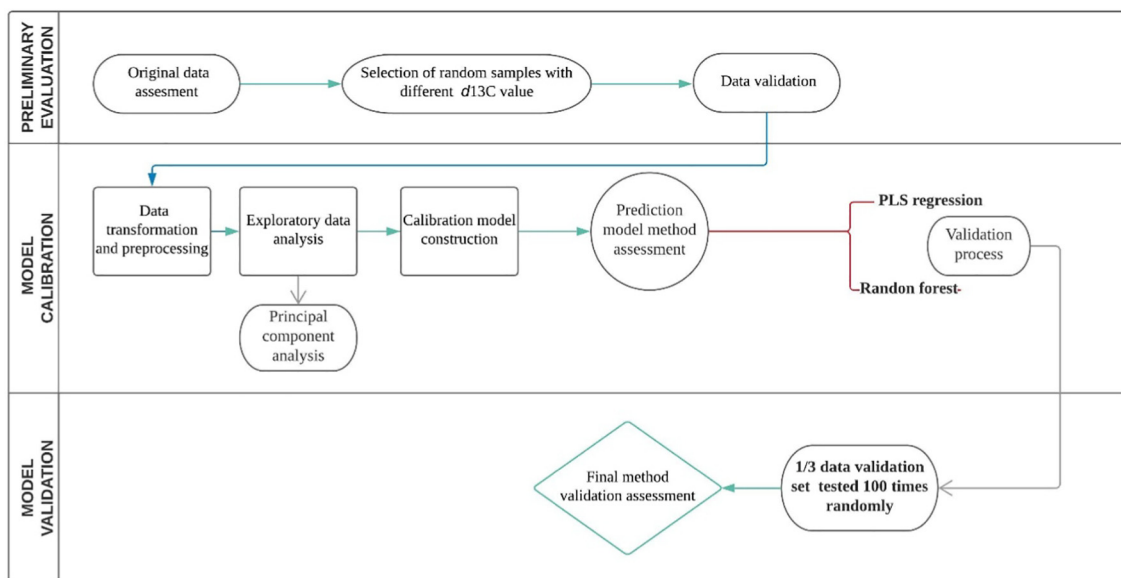 PRELIMINARY
EVALUATION
Original data
assesment
Selection of random samples with
different d13C value
Data validation
MODEL
CALIBRATION
Data
transformation
and preprocessing
Exploratory data
analysis
Calibration model
construction
Prediction
model method
assessment
PLS regression
Randon forest
Validation
process
Principal
component
analysis
MODEL
VALIDATION
Final method
validation assessment
1/3 data validation
set tested 100 times
randomly